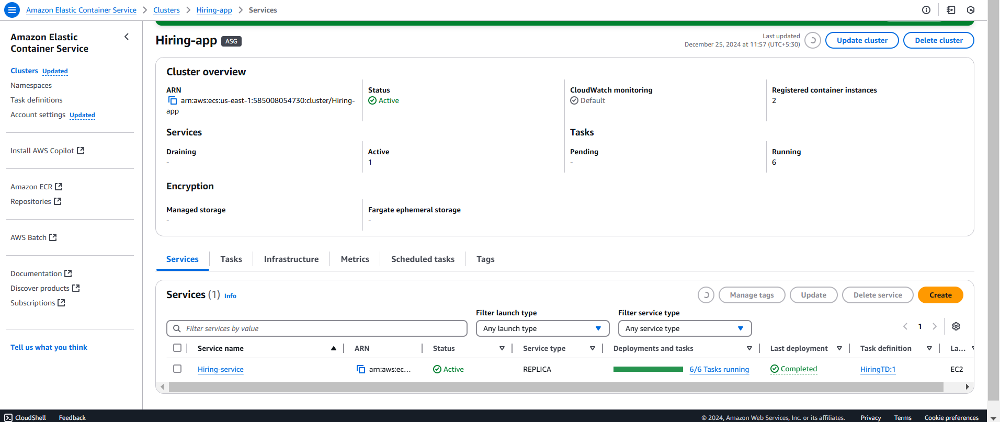 Amazon Elastic Container Service > Clusters > Hiring-app > Services
Amazon Elastic
Container Service
Clusters Updated
Namespaces
Task definitions
Account settings Updated
Install AWS Copilot
Amazon ECR
Repositories
AWS Batch
Documentation
Discover products
Subscriptions
Tell us what you think
Hiring-app ASG
Last updated
December 25, 2024 at 11:57 (UTC+5:30)
Update cluster
Delete cluster
Cluster overview
ARN
arn:aws:ecs:us-east-1:585008054730:cluster/Hiring-
app
Status
Active
CloudWatch monitoring
Default
Registered container instances
2
Services
Draining
-
Active
1
Tasks
Pending
-
Running
6
Encryption
Managed storage
-
Fargate ephemeral storage
-
Services Tasks Infrastructure Metrics Scheduled tasks Tags
Services (1) Info
Manage tags Update Delete service Create
Filter services by value
Filter launch type
Any launch type
Filter service type
Any service type
1
Service name ARN Status Service type Deployments and tasks Last deployment Task definition La...
Hiring-service arn:aws:ec... Active REPLICA 6/6 Tasks running Completed HiringTD:1 EC2
CloudShell Feedback © 2024, Amazon Web Services, Inc. or its affiliates. Privacy Terms Cookie preferences